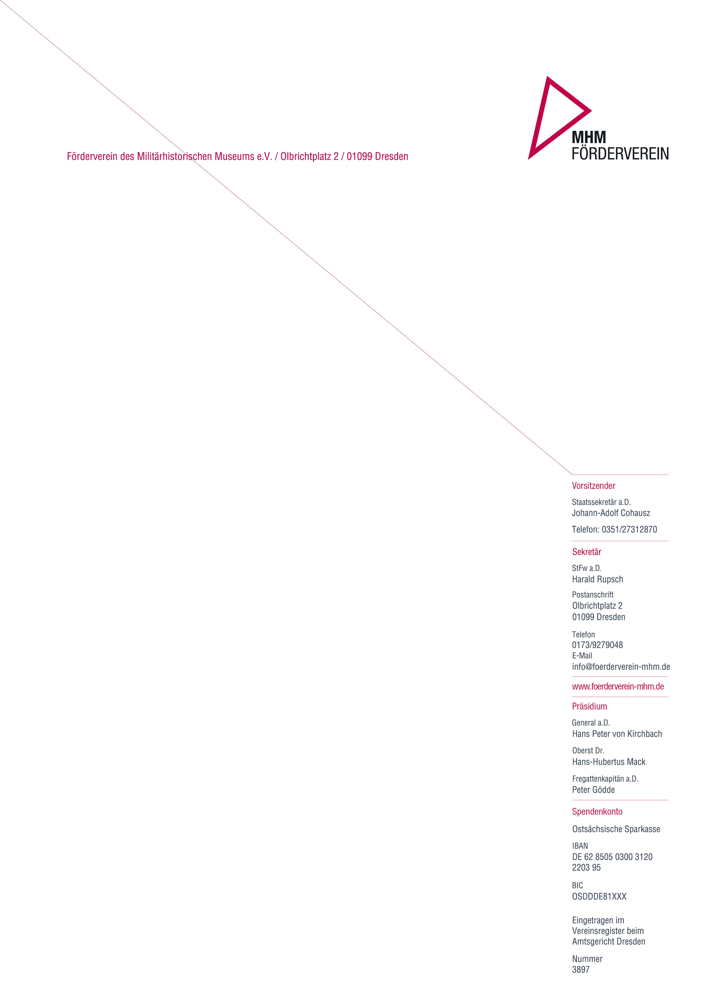 MHM
FÖRDERVEREIN
Förderverein des Militärhistorischen Museums e.V. / Olbrichtplatz 2 / 01099 Dresden
Vorsitzender
Staatssekretär a.D.
Johann-Adolf Cohausz
Telefon: 0351/27312870
Sekretär
StFw a.D.
Harald Rupsch
Postanschrift
Olbrichtplatz 2
01099 Dresden
Telefon
0173/9279048
E-Mail
info@foerderverein-mhm.de
www.foerderverein-mhm.de
Präsidium
General a.D.
Hans Peter von Kirchbach
Oberst Dr.
Hans-Hubertus Mack
Fregattenkapitän a.D.
Peter Gödde
Spendenkonto
Ostsächsische Sparkasse
IBAN
DE 62 8505 0300 3120
2203 95
BIC
OSDDDE81XXX
Eingetragen im
Vereinsregister beim
Amtsgericht Dresden
Nummer
3897